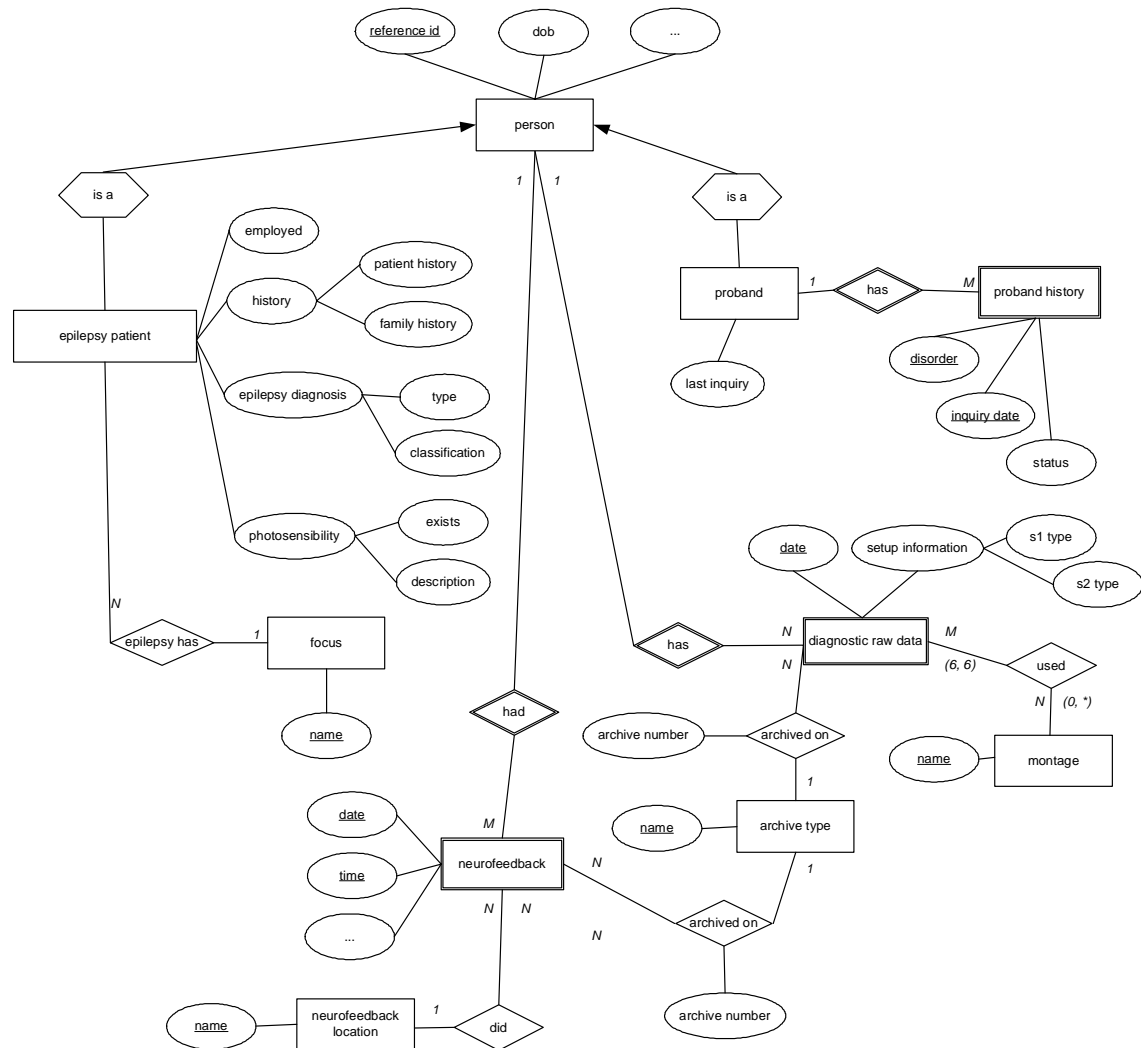 reference id
dob
...
person
1
1
is a
is a
employed
patient history
history
family history
epilepsy patient
epilepsy diagnosis
type
classification
photosensibility
exists
description
proband
1
has
M
proband history
last inquiry
disorder
inquiry date
status
N
epilepsy has
1
focus
name
date
setup information
s1 type
s2 type
has
N
N
diagnostic raw data
M
(6, 6)
used
N
(0, *)
name
montage
had
archive number
archived on
1
name
archive type
1
M
date
time
...
neurofeedback
N
N
N
N
archived on
archive number
name
neurofeedback
location
1
did